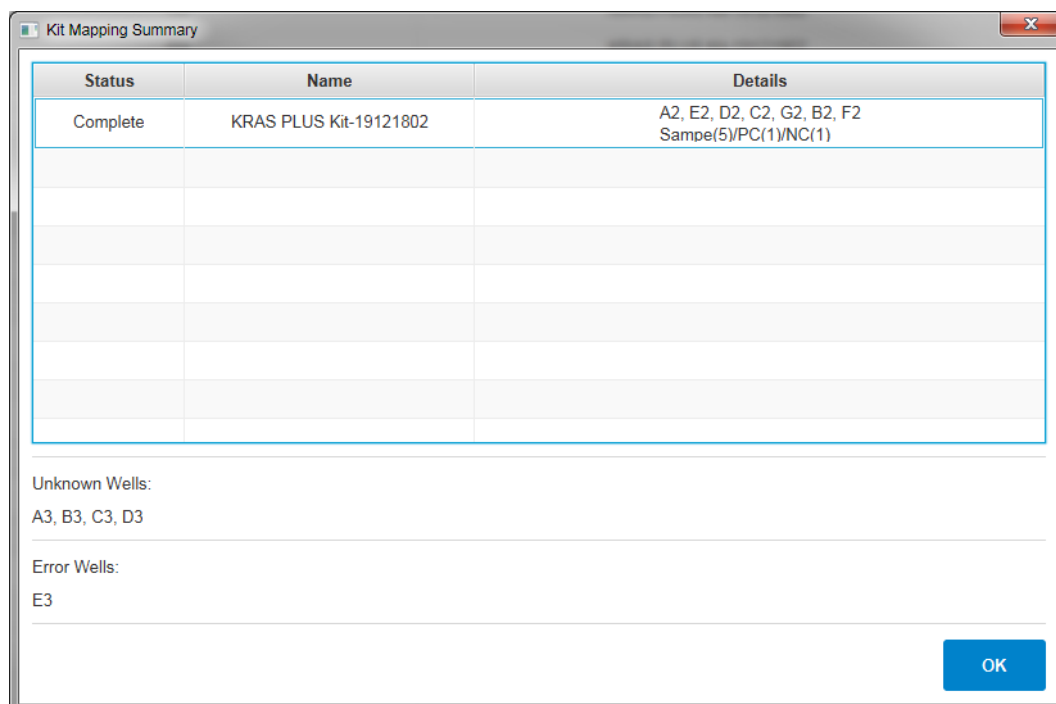 Kit Mapping Summary
Status Name Details
Complete KRAS PLUS Kit-19121802 A2, E2, D2, C2, G2, B2, F2
Sampe(5)/PC(1)/NC(1)
Unknown Wells:
A3, B3, C3, D3
Error Wells:
E3
OK